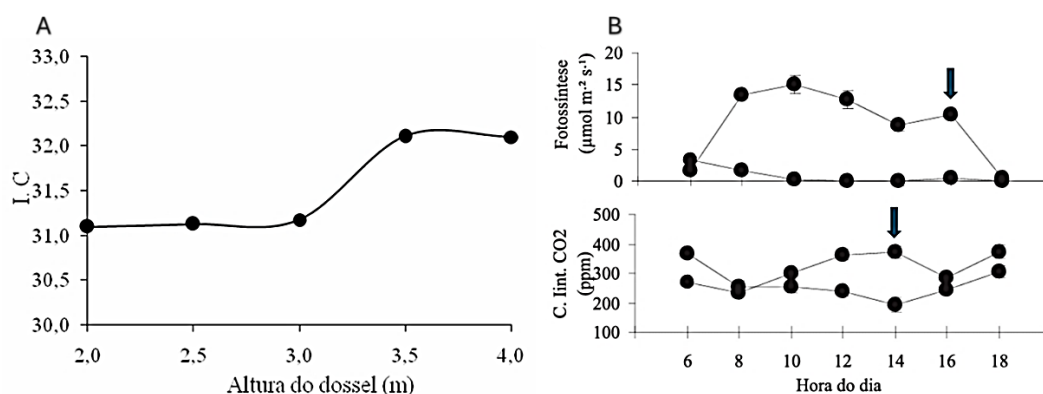 A
33,0
32,5
32,0
31,5
31,0
30,5
30,0
I. C
2,0 2,5 3,0 3,5 4,0
Altura do dossel (m)
B
20
15
10
5
0
Fotossíntese
(µmol m⁻² s⁻¹)
500
400
300
200
100
C. Iint. CO2
(ppm)
6 8 10 12 14 16 18
Hora do dia